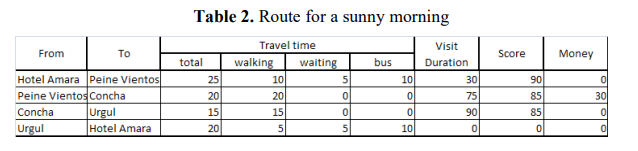 Table 2. Route for a sunny morning
From To Travel time Visit Duration Score Money
total walking waiting bus
Hotel Amara Peine Vientos 25 10 5 10 30 90 0
Peine Vientos Concha 20 20 0 0 75 85 30
Concha Urgul 15 15 0 0 90 85 0
Urgul Hotel Amara 20 5 5 10 0 0 0